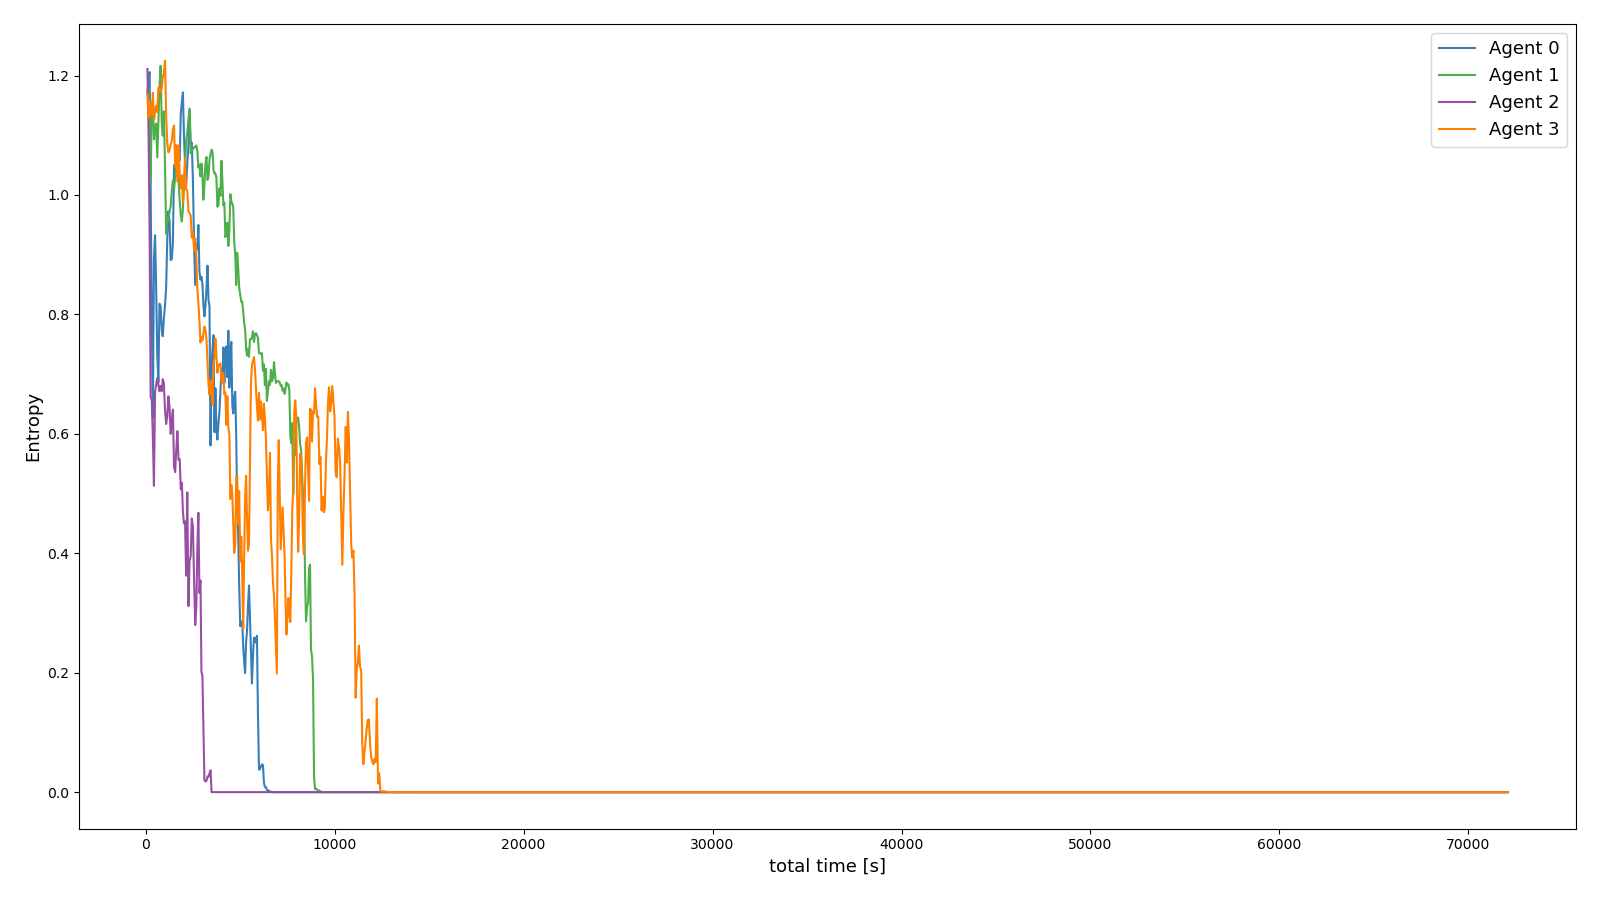 Agent 0
Agent 1
Agent 2
Agent 3
Entropy
1.2
1.0
0.8
0.6
0.4
0.2
0.0
0 10000 20000 30000 40000 50000 60000 70000
total time [s]